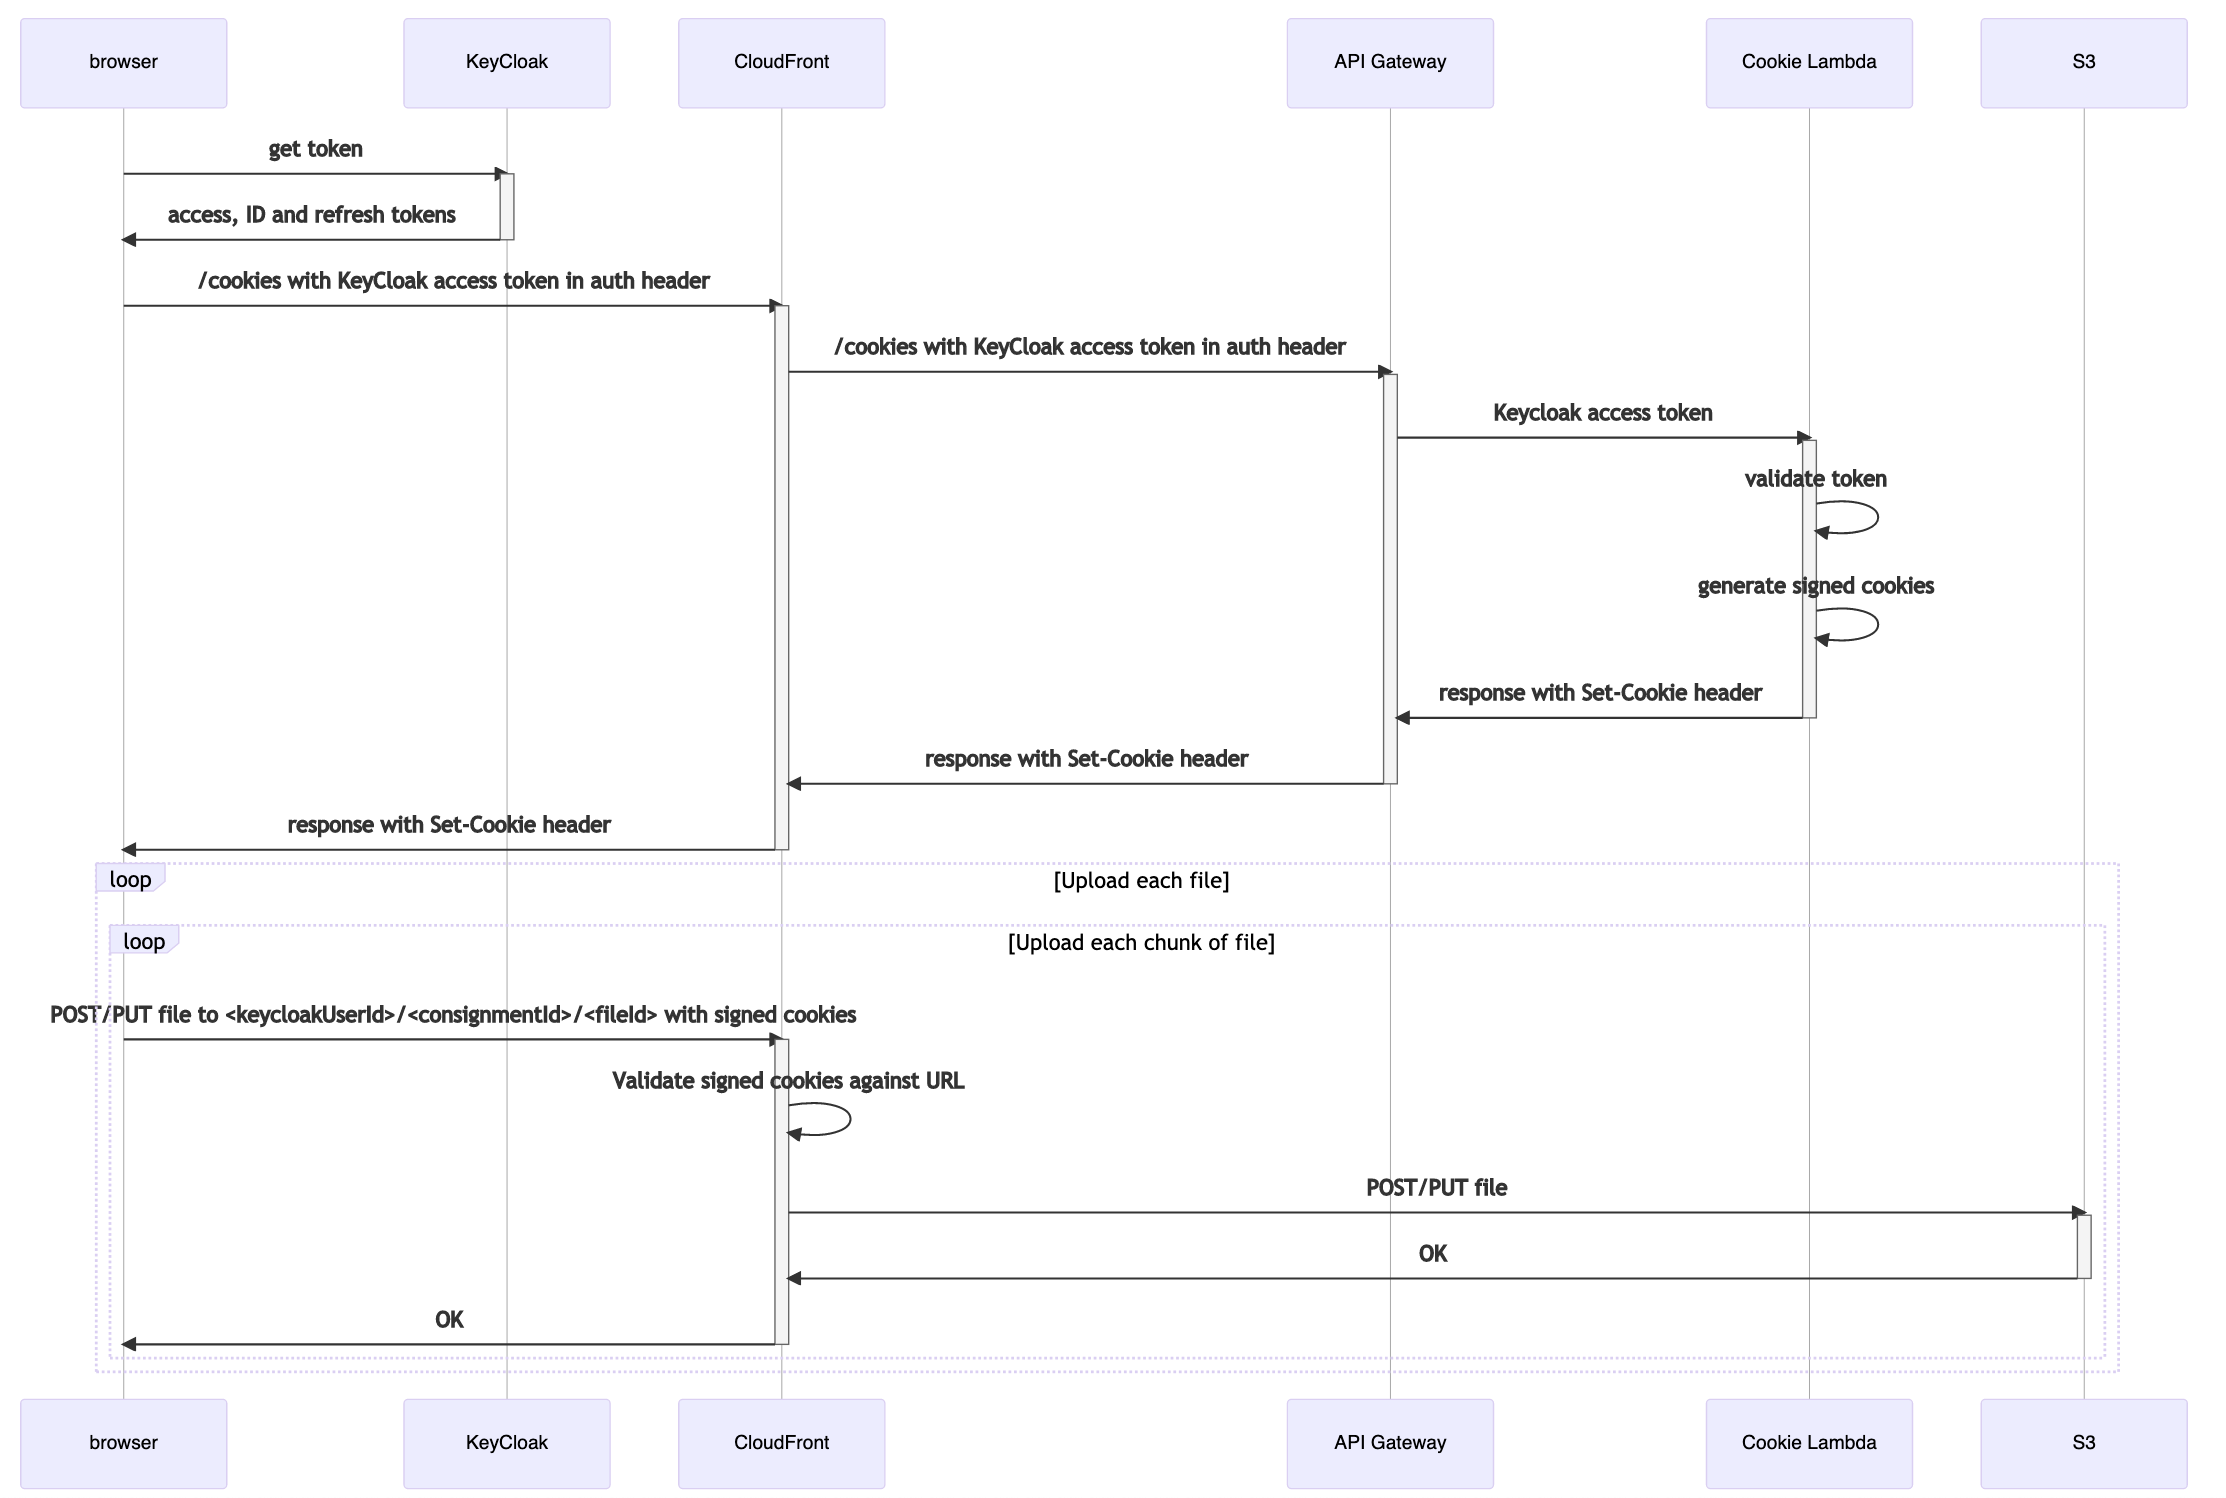 browser
KeyCloak
CloudFront
API Gateway
Cookie Lambda
S3
get token
access, ID and refresh tokens
/cookies with KeyCloak access token in auth header
/cookies with KeyCloak access token in auth header
Keycloak access token
validate token
generate signed cookies
response with Set-Cookie header
response with Set-Cookie header
response with Set-Cookie header
loop
[Upload each file]
loop
[Upload each chunk of file]
POST/PUT file to <keycloakUserId>/<consignmentId>/<fileId> with signed cookies
Validate signed cookies against URL
POST/PUT file
OK
OK
browser
KeyCloak
CloudFront
API Gateway
Cookie Lambda
S3